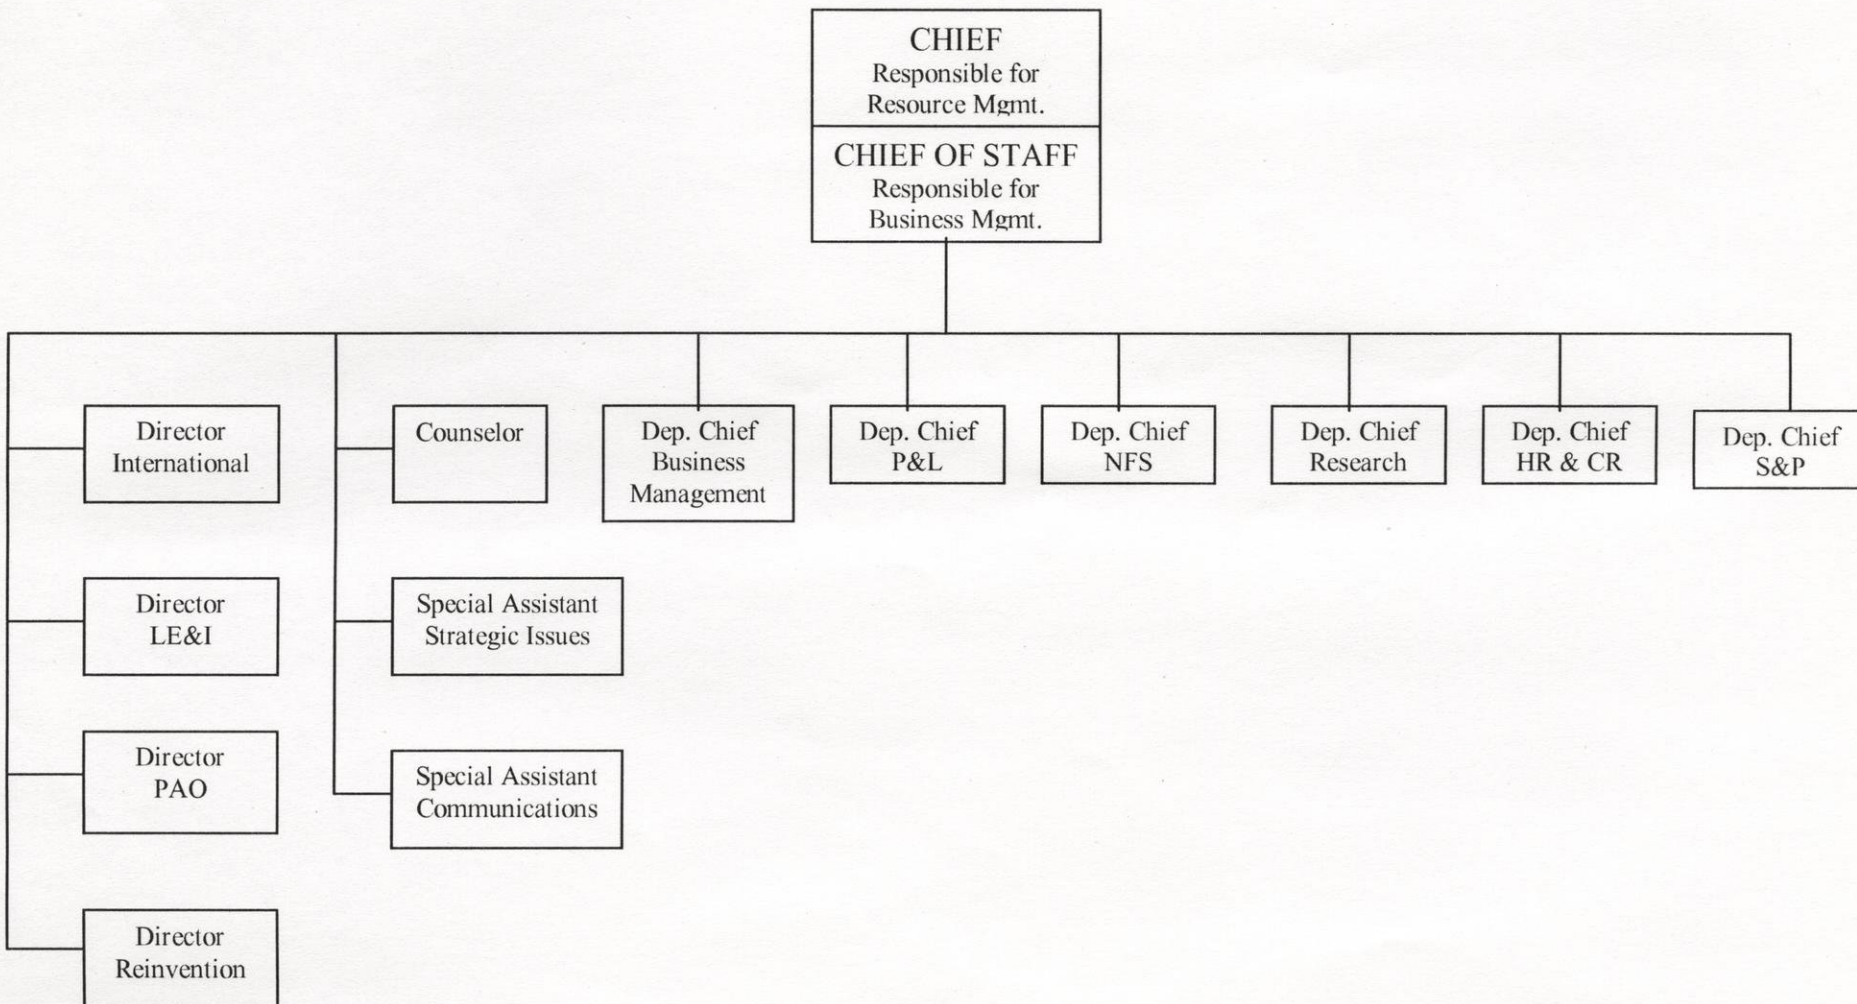 CHIEF
Responsible for
Resource Mgmt.
CHIEF OF STAFF
Responsible for
Business Mgmt.
Director
International
Counselor
Dep. Chief
Business
Management
Dep. Chief
P&L
Dep. Chief
NFS
Dep. Chief
Research
Dep. Chief
HR & CR
Dep. Chief
S&P
Director
LE&I
Special Assistant
Strategic Issues
Director
PAO
Special Assistant
Communications
Director
Reinvention